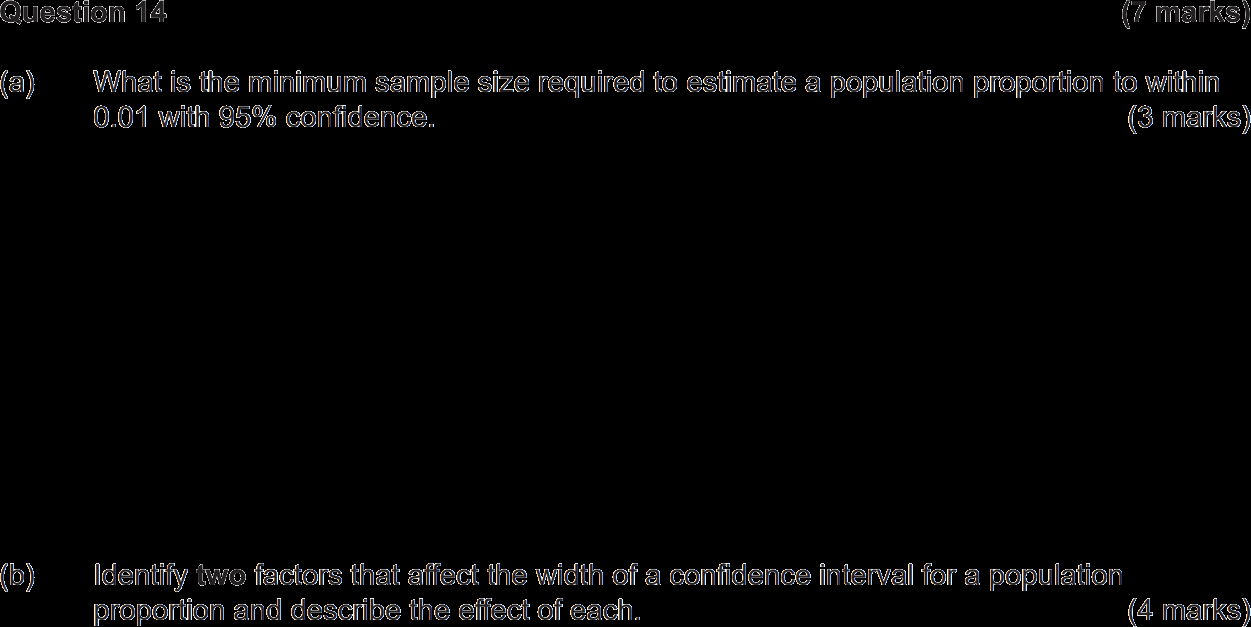 Question 14 (7 marks)
(a) What is the minimum sample size required to estimate a population proportion to within
0.01 with 95% confidence. (3 marks)
(b) Identify two factors that affect the width of a confidence interval for a population
proportion and describe the effect of each. (4 marks)